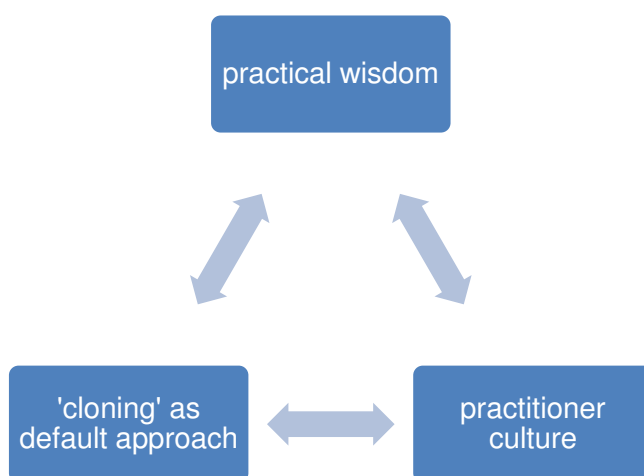 practical wisdom
'cloning' as
default approach
practitioner
culture